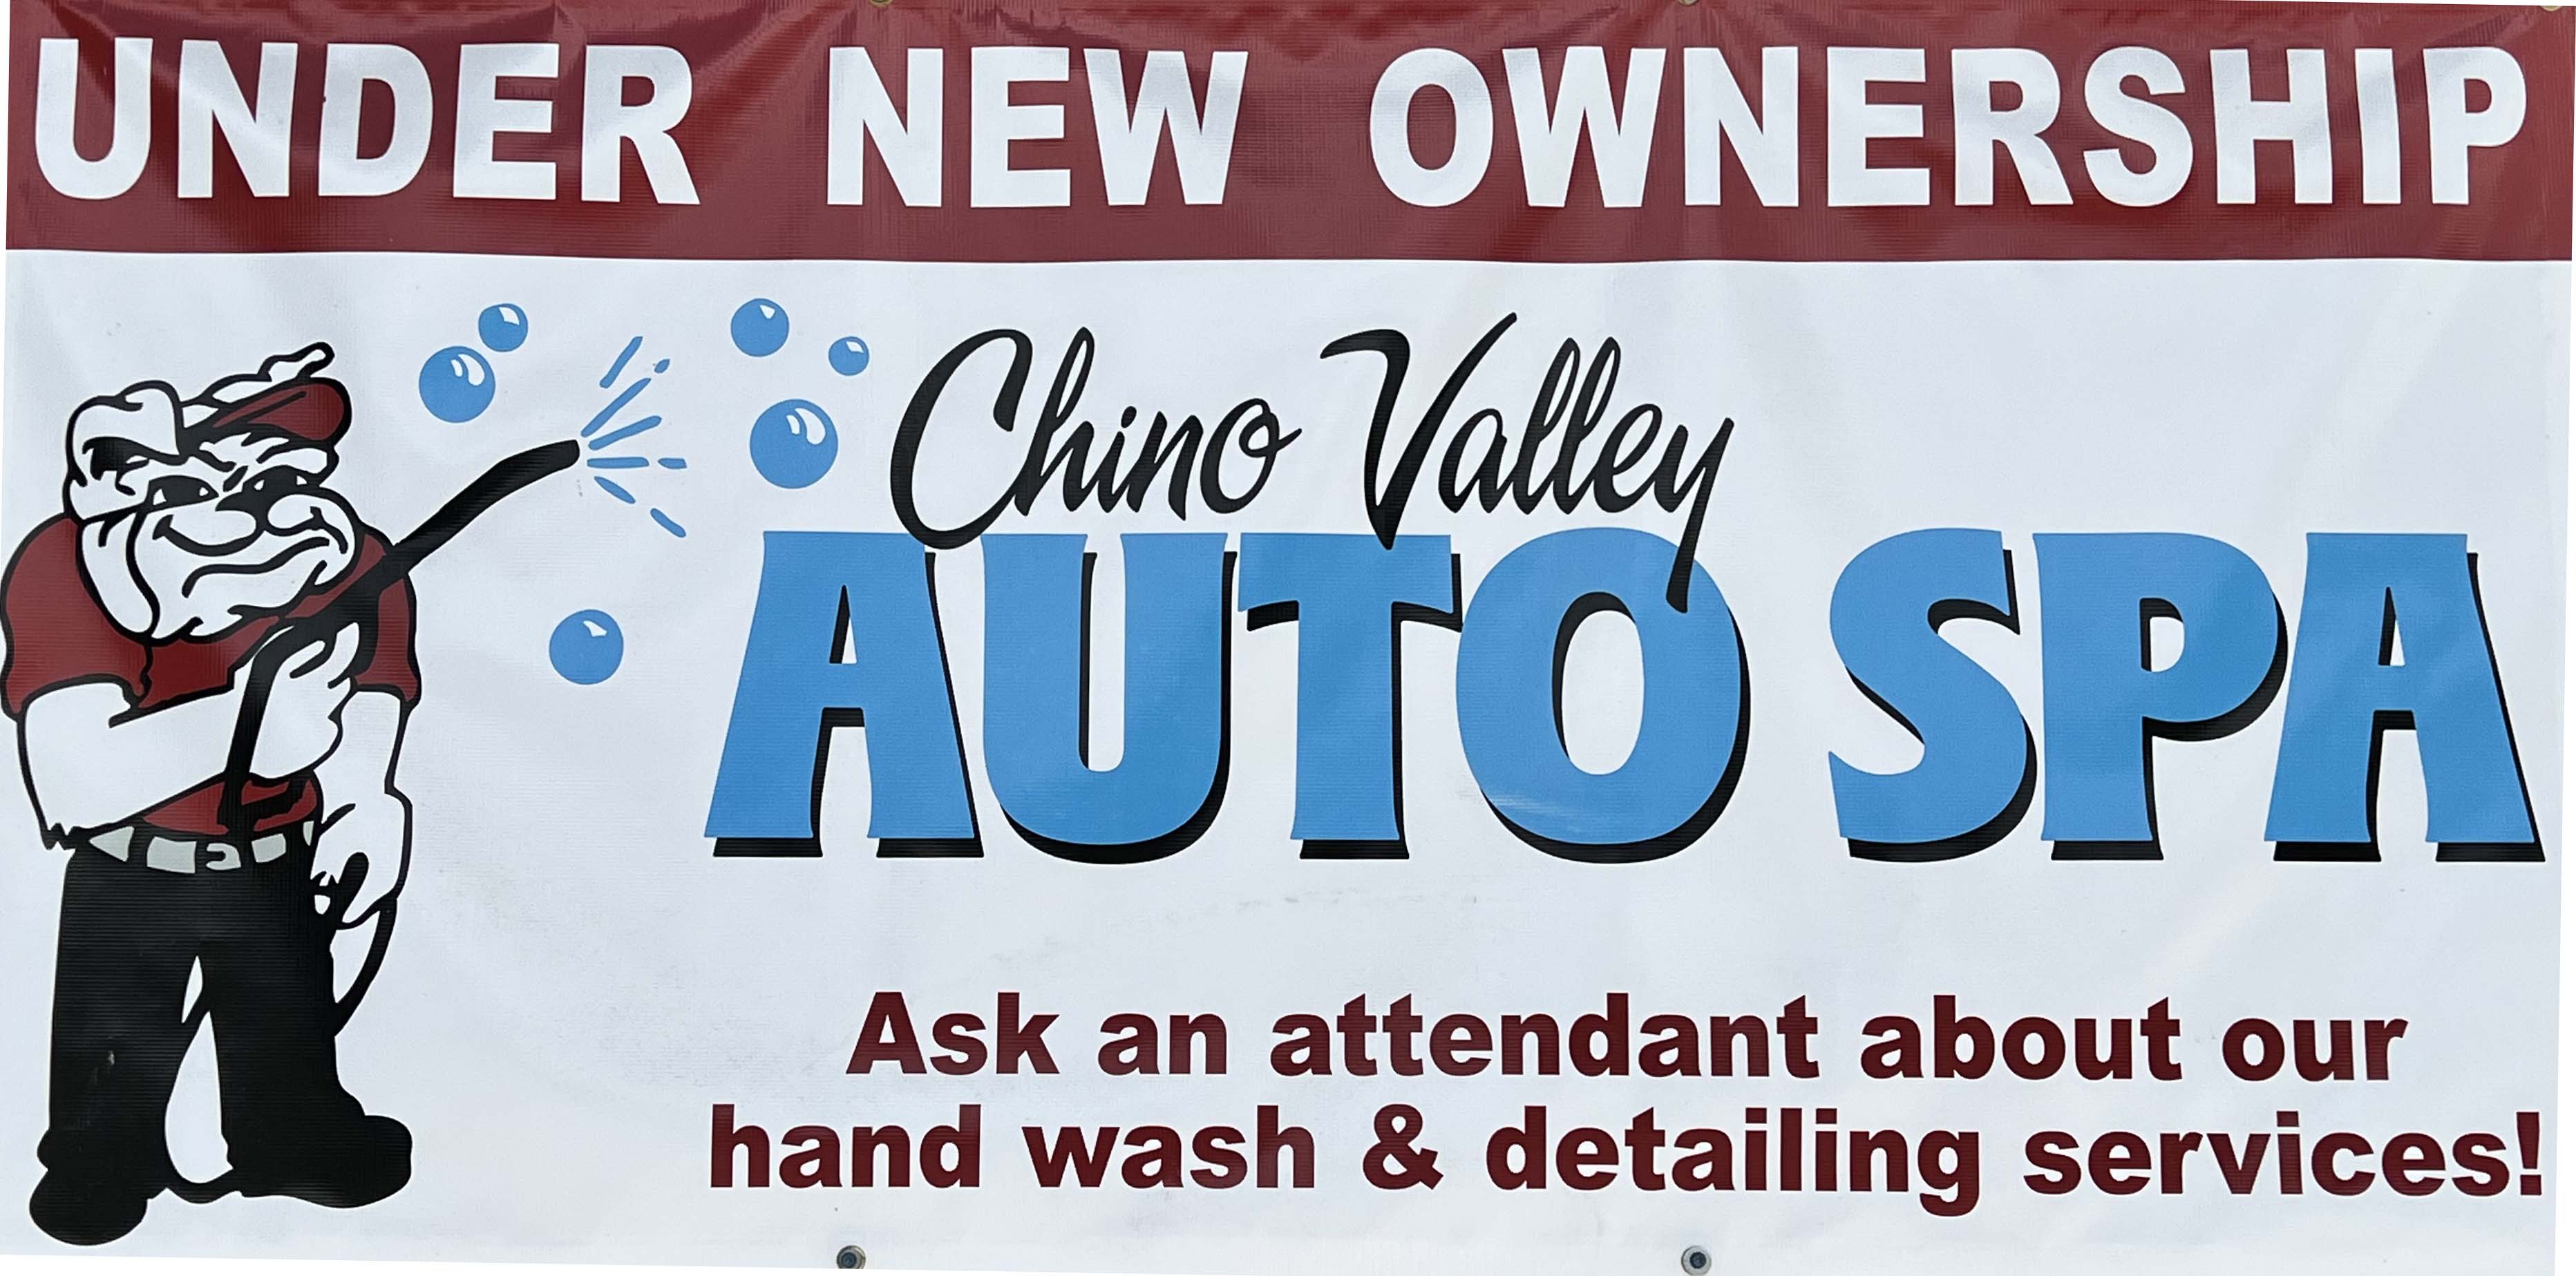 UNDER NEW OWNERSHIP
Chino Valley
AUTO SPA
Ask an attendant about our
hand wash & detailing services!